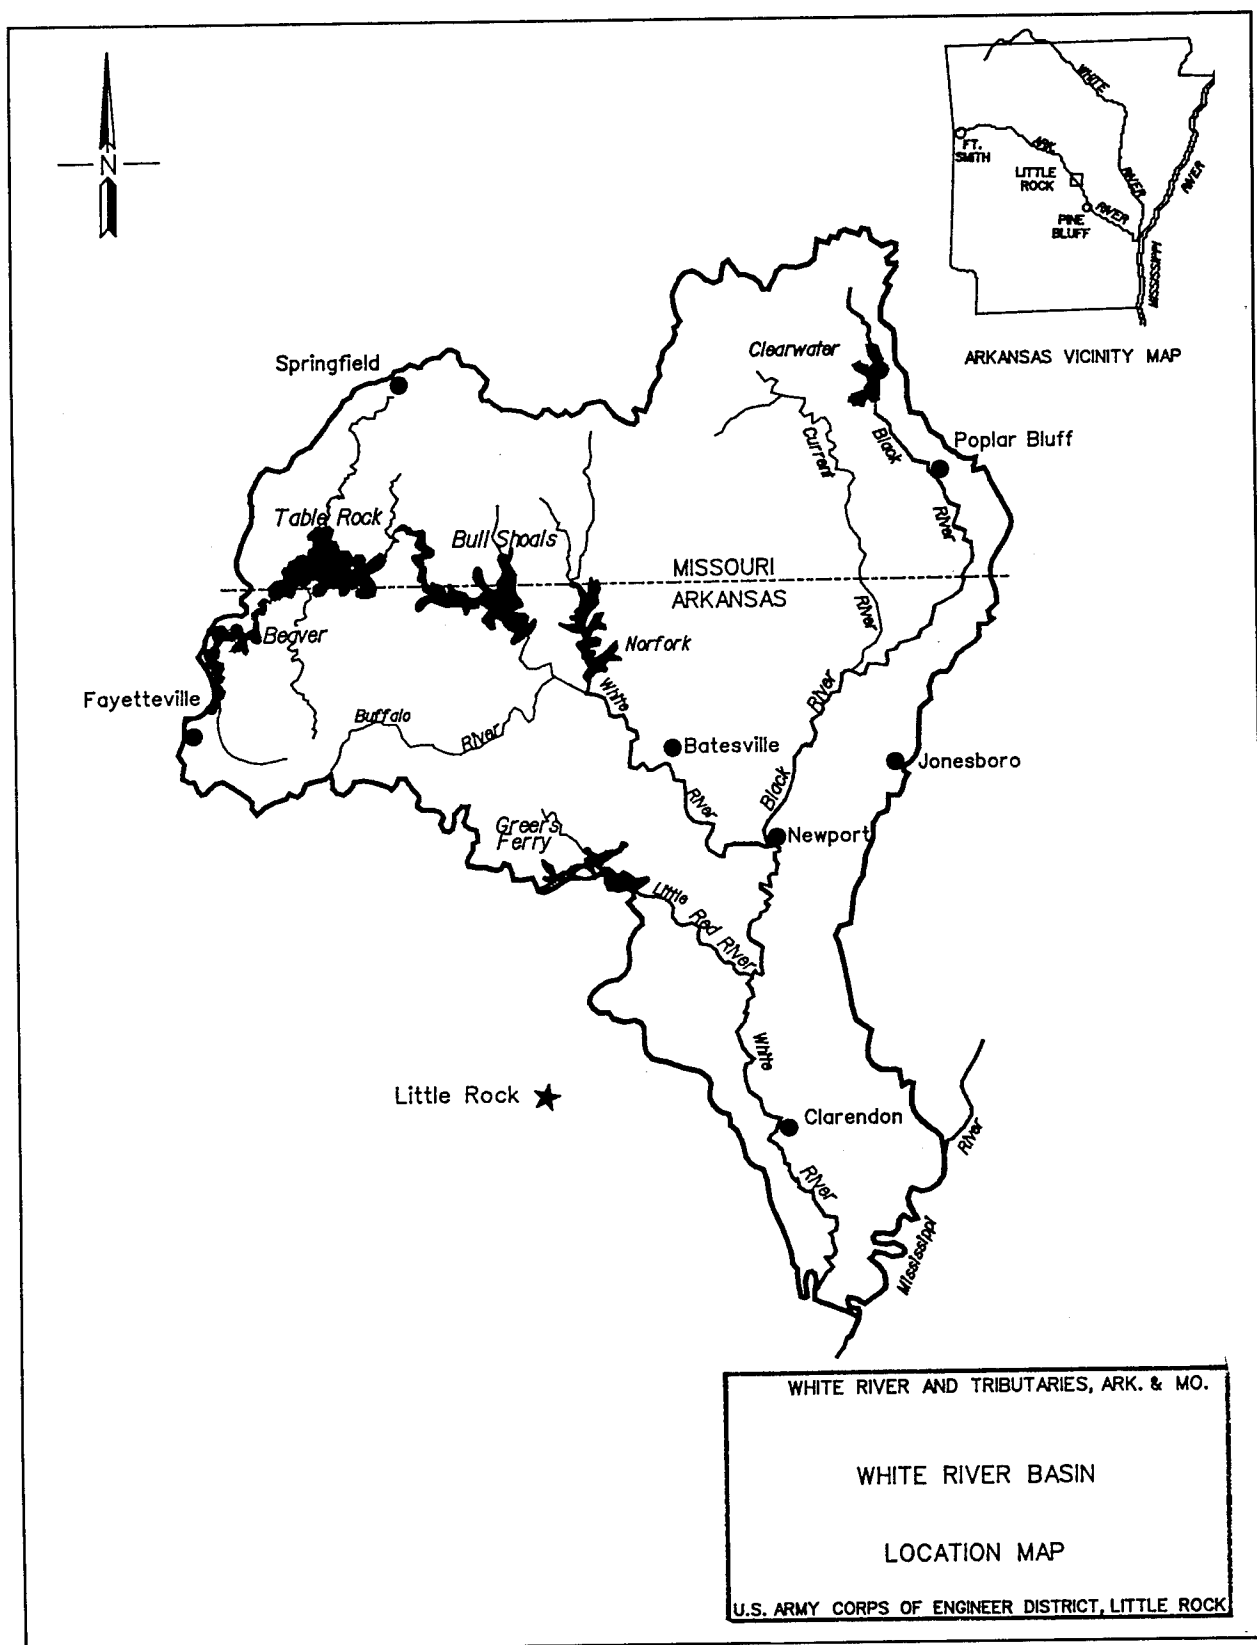 N
WHITE
RIVER
FT.
SMITH
ARK.
LITTLE
ROCK
PINE
BLUFF
RIVER
MISSISSIPPI
RIVER
ARKANSAS VICINITY MAP
Clearwater
Springfield
Current
Black
Poplar Bluff
River
Table Rock
Bull Shoals
MISSOURI
ARKANSAS
River
Beaver
Norfork
Fayetteville
White
River
Buffalo
River
Batesville
Jonesboro
Black
River
Newport
Greer's
Ferry
Little Red River
White
Little Rock
Clarendon
River
River
Mississippi
WHITE RIVER AND TRIBUTARIES, ARK. & MO.
WHITE RIVER BASIN
LOCATION MAP
U.S. ARMY CORPS OF ENGINEER DISTRICT, LITTLE ROCK